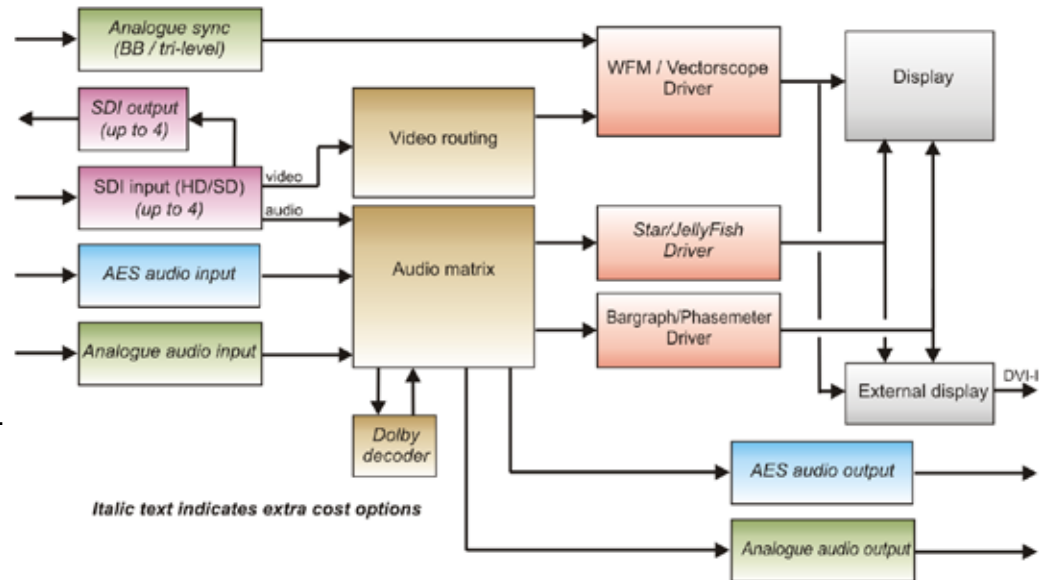 Analogue sync
(BB / tri-level)
SDI output
(up to 4)
SDI input (HD/SD)
(up to 4)
video
audio
AES audio input
Analogue audio input
Video routing
Audio matrix
Dolby
decoder
WFM / Vectorscope
Driver
Star/JellyFish
Driver
Bargraph/Phasemeter
Driver
Display
External display
DVI-I
AES audio output
Analogue audio output
Italic text indicates extra cost options